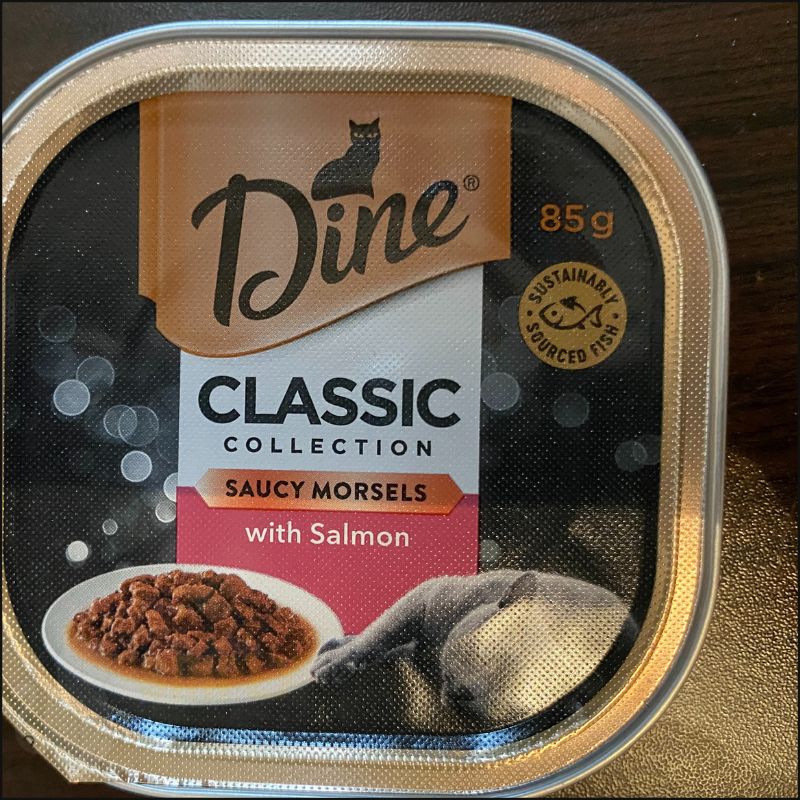 Dine®
85g
SUSTAINABLY
SOURCED FISH
CLASSIC
COLLECTION
SAUCY MORSELS
with Salmon